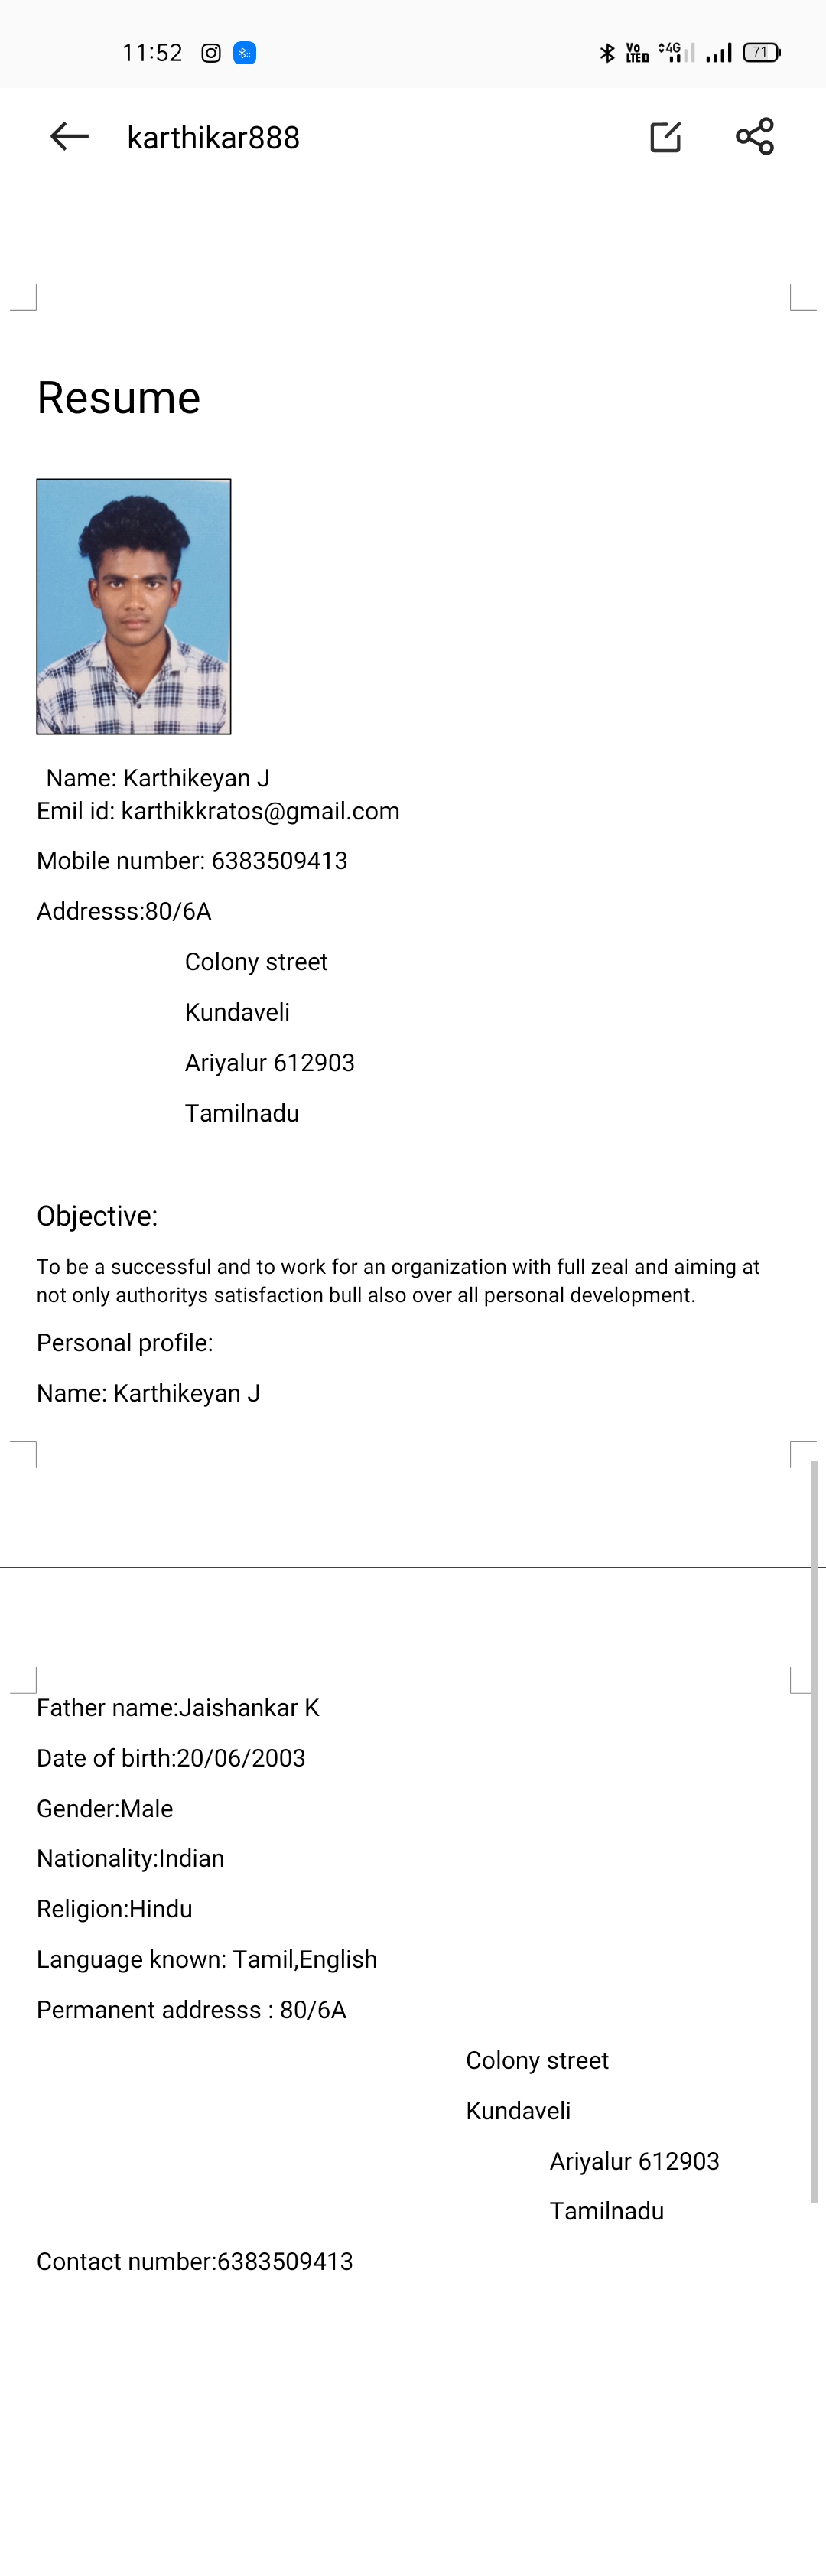 11:52
Vo
LTED
4G
71
karthikar888
Resume
Name: Karthikeyan J
Emil id: karthikkratos@gmail.com
Mobile number: 6383509413
Addresss:80/6A
Colony street
Kundaveli
Ariyalur 612903
Tamilnadu
Objective:
To be a successful and to work for an organization with full zeal and aiming at
not only authoritys satisfaction bull also over all personal development.
Personal profile:
Name: Karthikeyan J
Father name:Jaishankar K
Date of birth:20/06/2003
Gender:Male
Nationality:Indian
Religion:Hindu
Language known: Tamil,English
Permanent addresss : 80/6A
Colony street
Kundaveli
Ariyalur 612903
Tamilnadu
Contact number:6383509413